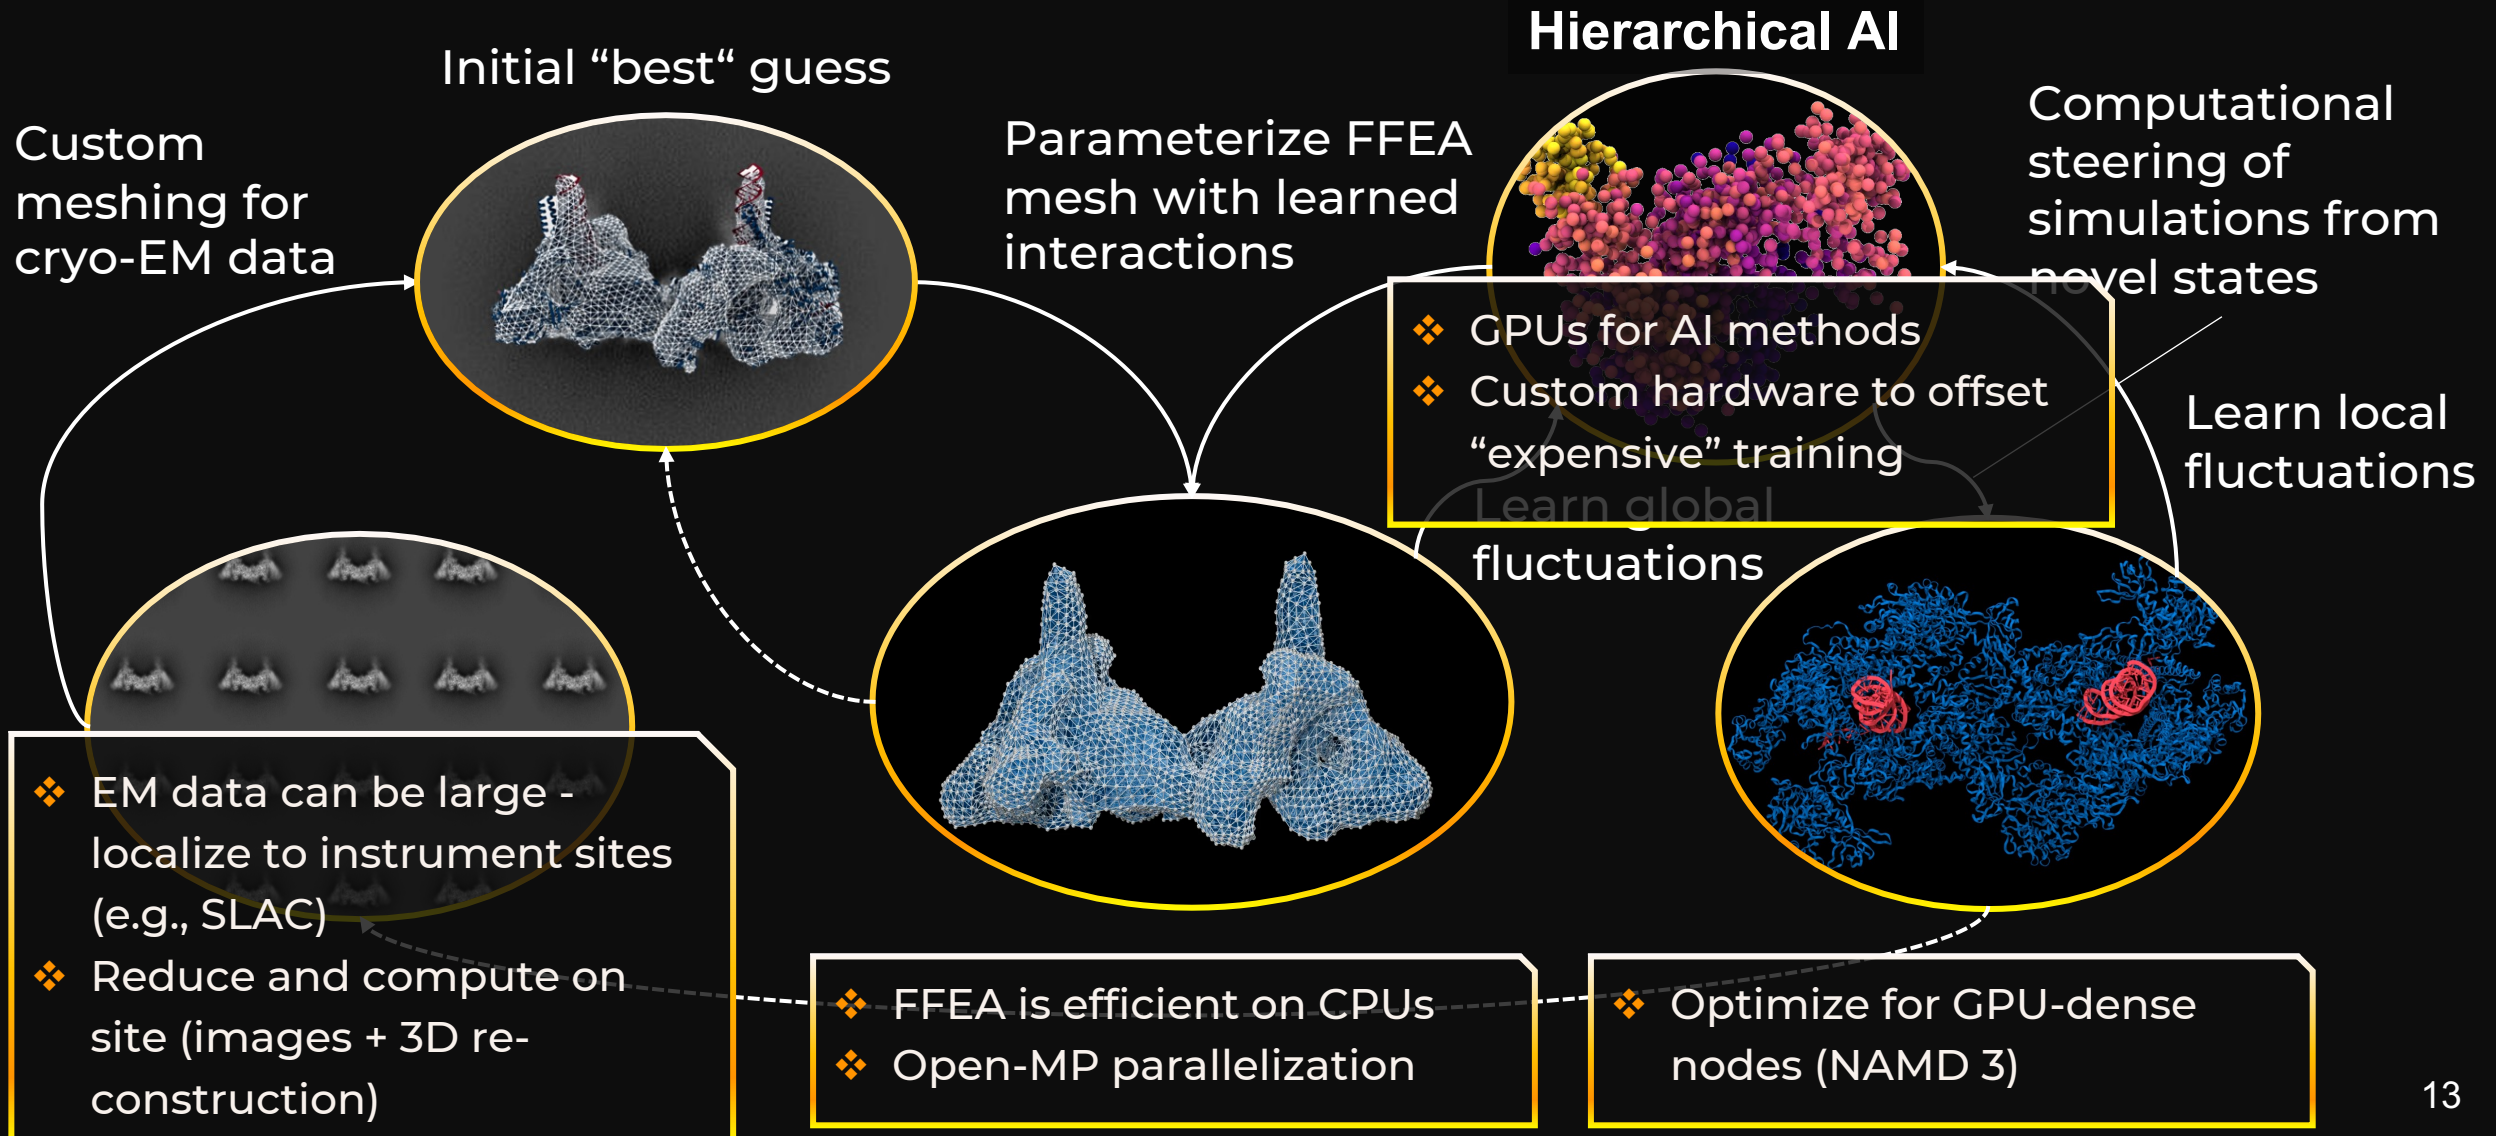 Hierarchical AI
Initial “best“ guess
Custom
meshing for
cryo-EM data
Parameterize FFEA
mesh with learned
interactions
Computational
steering of
simulations from
novel states
❖ GPUs for AI methods
❖ Custom hardware to offset
“expensive” training
Learn local
fluctuations
Learn global
fluctuations
❖ EM data can be large -
localize to instrument sites
(e.g., SLAC)
❖ Reduce and compute on
site (images + 3D re-
construction)
❖ FFEA is efficient on CPUs
❖ Open-MP parallelization
❖ Optimize for GPU-dense
nodes (NAMD 3)
13